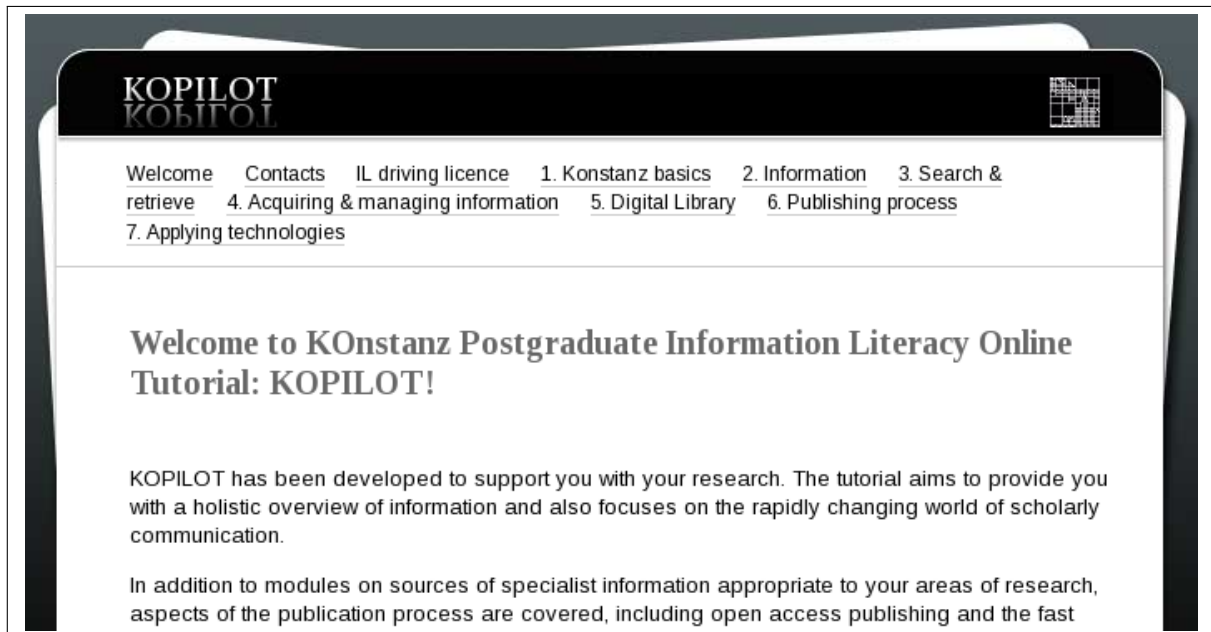 KOPILOT
Welcome Contacts IL driving licence 1. Konstanz basics 2. Information 3. Search &
retrieve 4. Acquiring & managing information 5. Digital Library 6. Publishing process
7. Applying technologies
Welcome to KOnstanz Postgraduate Information Literacy Online
Tutorial: KOPILOT!
KOPILOT has been developed to support you with your research. The tutorial aims to provide you
with a holistic overview of information and also focuses on the rapidly changing world of scholarly
communication.
In addition to modules on sources of specialist information appropriate to your areas of research,
aspects of the publication process are covered, including open access publishing and the fast